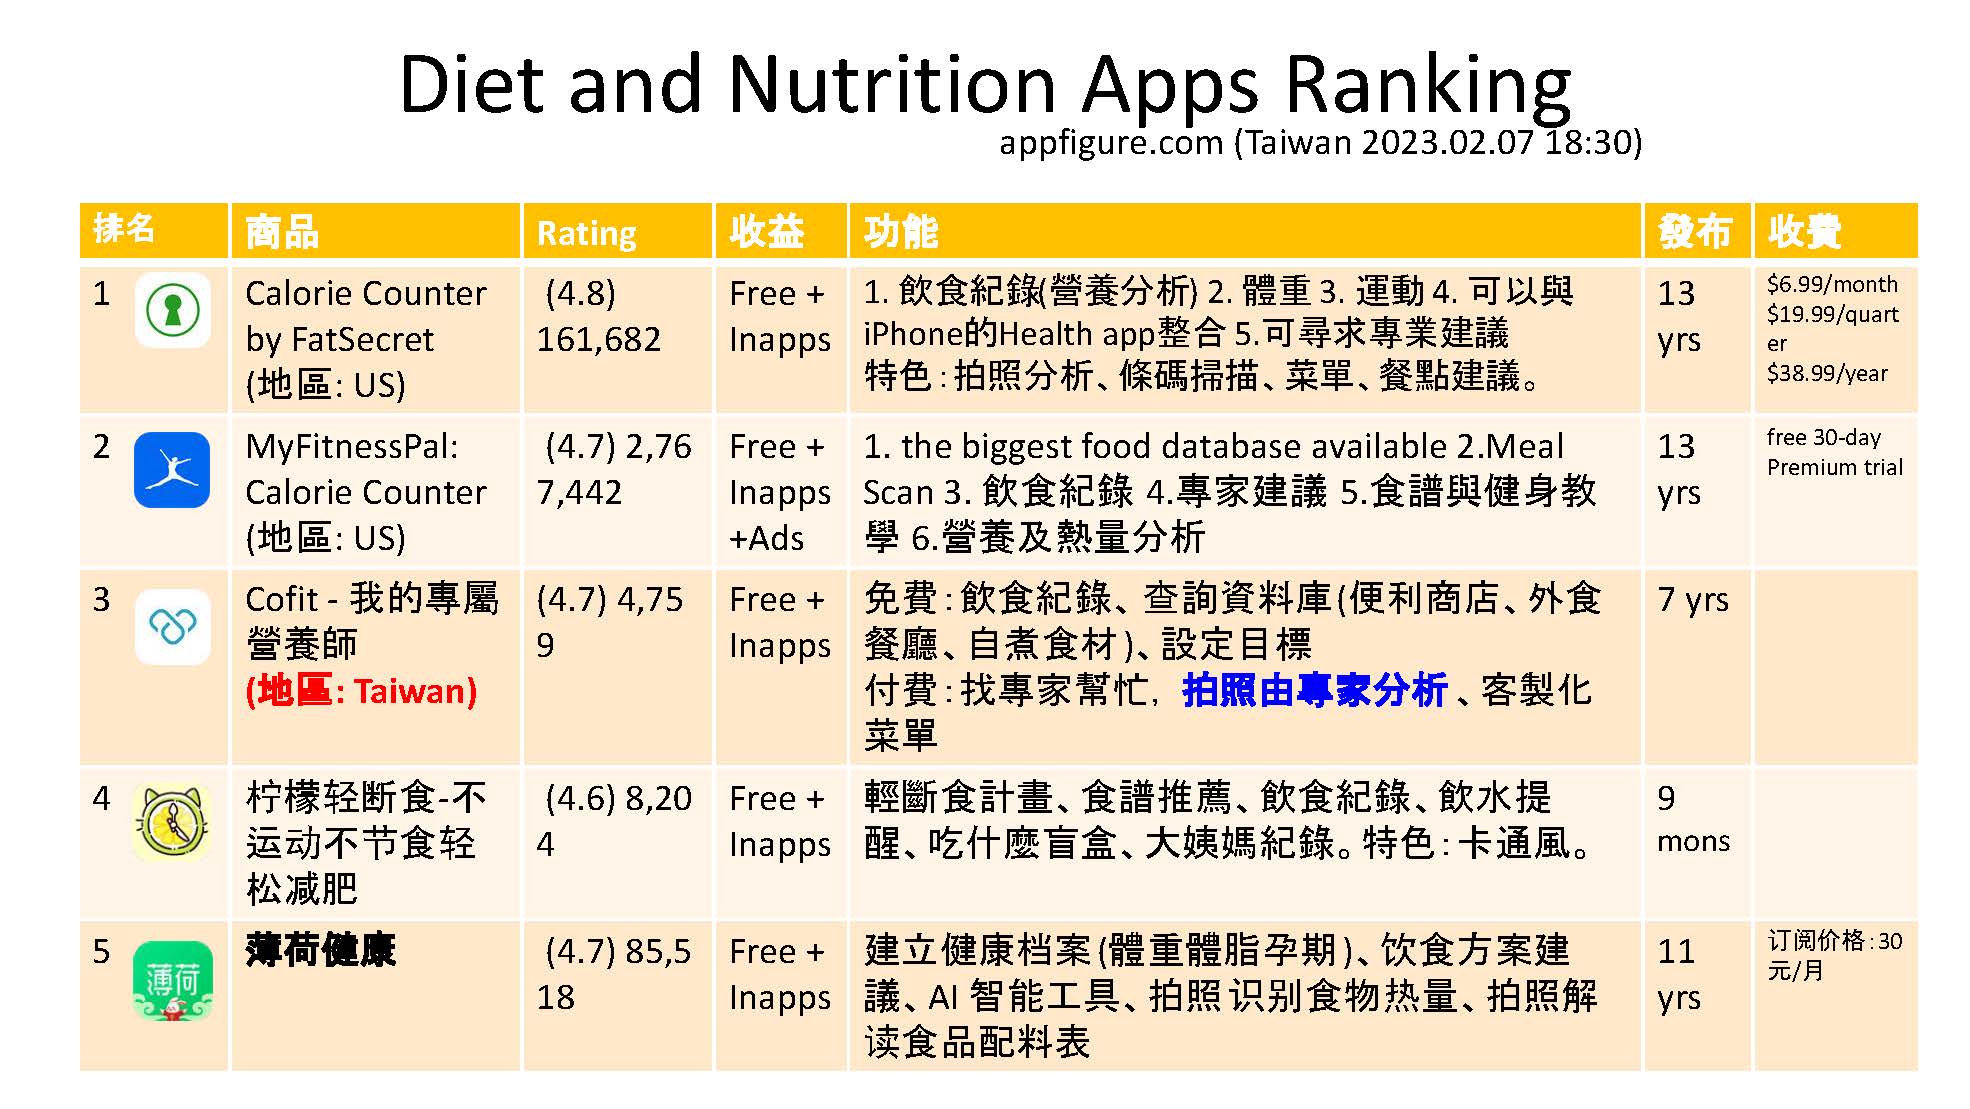 Diet and Nutrition Apps Ranking
appfigure.com (Taiwan 2023.02.07 18:30)
排名 商品 Rating 收益 功能 發布 收費
1
Calorie Counter
by FatSecret
(地區: US)
(4.8)
161,682
Free +
Inapps
1. 飲食紀錄(營養分析) 2. 體重 3. 運動 4. 可以與
iPhone的Health app整合 5.可尋求專業建議
特色：拍照分析、條碼掃描、菜單、餐點建議。
13
yrs
$6.99/month
$19.99/quart
er
$38.99/year
2
MyFitnessPal:
Calorie Counter
(地區: US)
(4.7) 2,76
7,442
Free +
Inapps
+Ads
1. the biggest food database available 2.Meal
Scan 3. 飲食紀錄 4.專家建議 5.食譜與健身教
學 6.營養及熱量分析
13
yrs
free 30-day
Premium trial
3
Cofit - 我的專屬
營養師
(地區: Taiwan)
(4.7) 4,75
9
Free +
Inapps
免費：飲食紀錄、查詢資料庫(便利商店、外食
餐廳、自煮食材)、設定目標
付費：找專家幫忙，拍照由專家分析、客製化
菜單
7 yrs
4
柠檬轻断食-不
运动不节食轻
松减肥
(4.6) 8,20
4
Free +
Inapps
輕斷食計畫、食譜推薦、飲食紀錄、飲水提
醒、吃什麼盲盒、大姨媽紀錄。特色：卡通風。
9
mons
5
薄荷
薄荷健康
(4.7) 85,5
18
Free +
Inapps
建立健康档案(體重體脂孕期)、饮食方案建
議、AI 智能工具、拍照识别食物热量、拍照解
读食品配料表
11
yrs
订阅价格：30
元/月